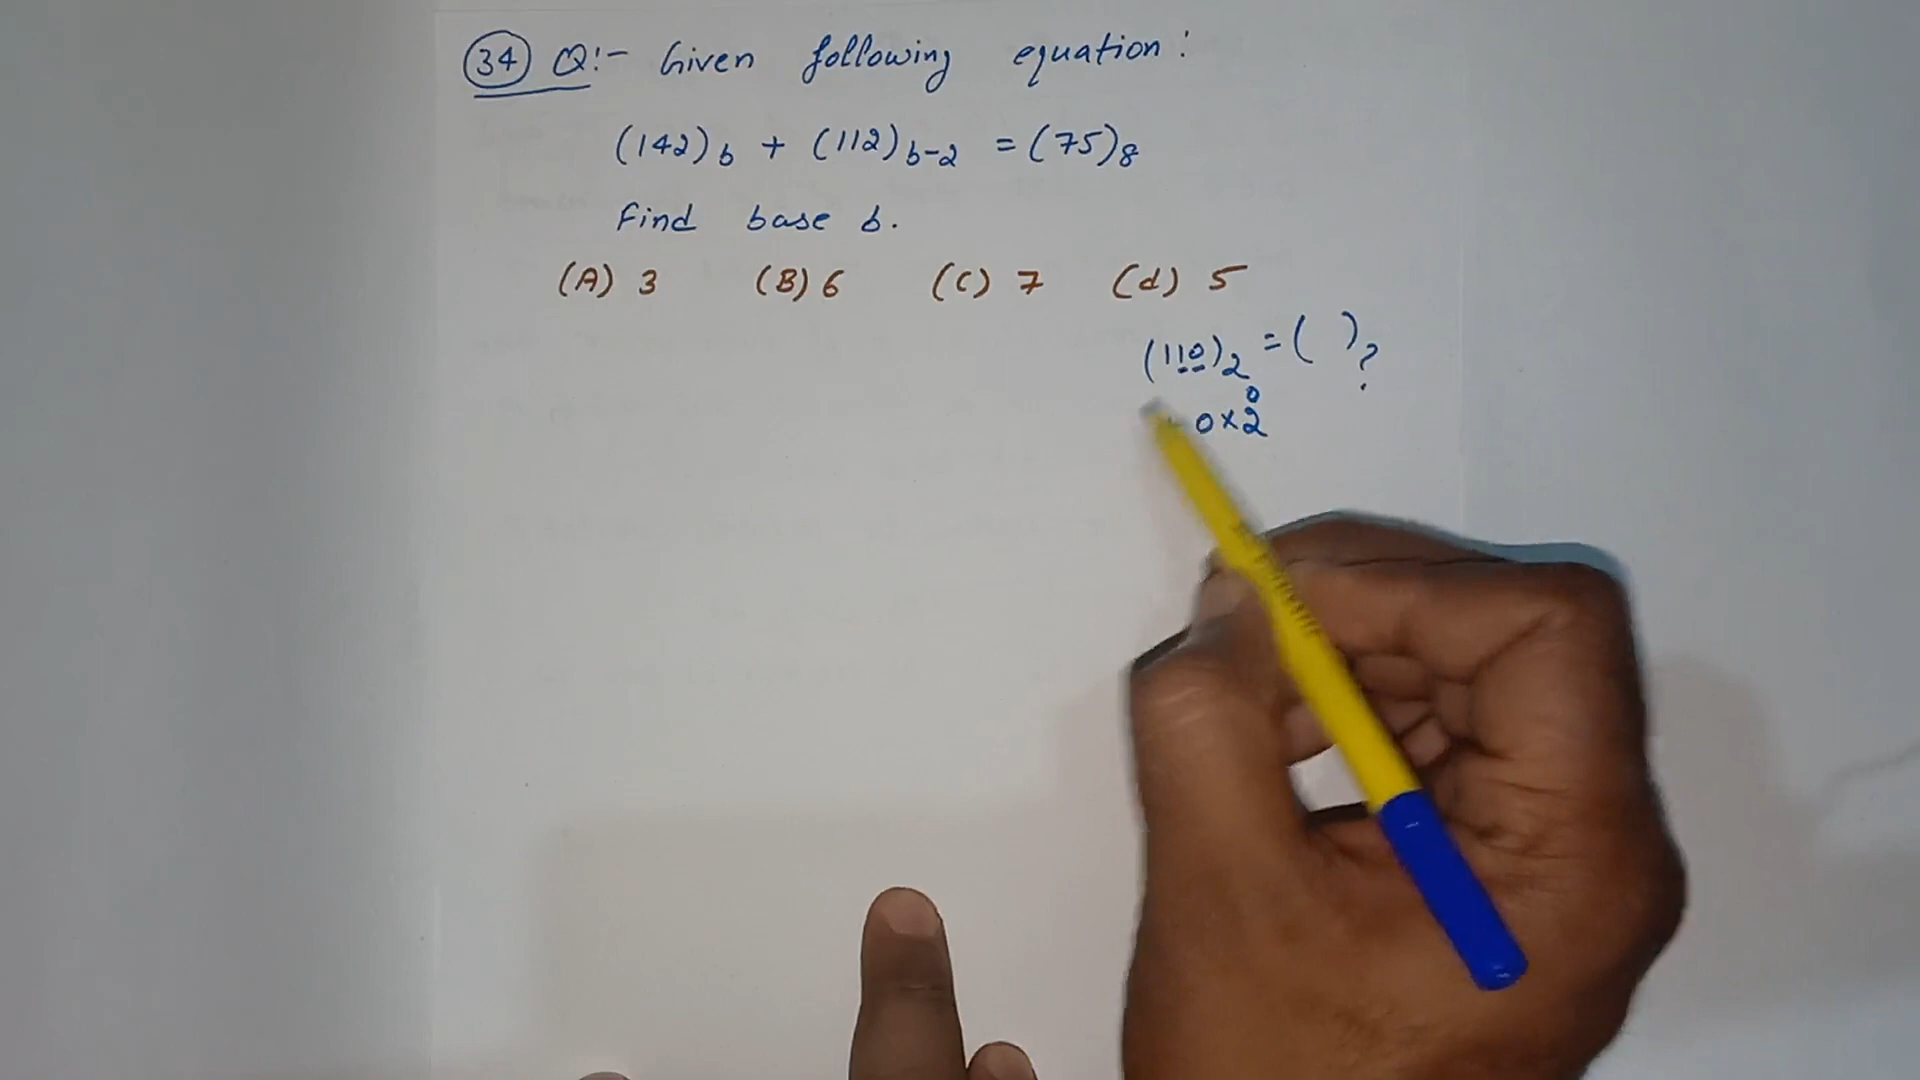 34 Q:- Given following equation:
(142)b + (112)b-2 = (75)8
Find base b.
(A) 3 (B) 6 (C) 7 (d) 5
(110)2 = ( )?
0×2⁰